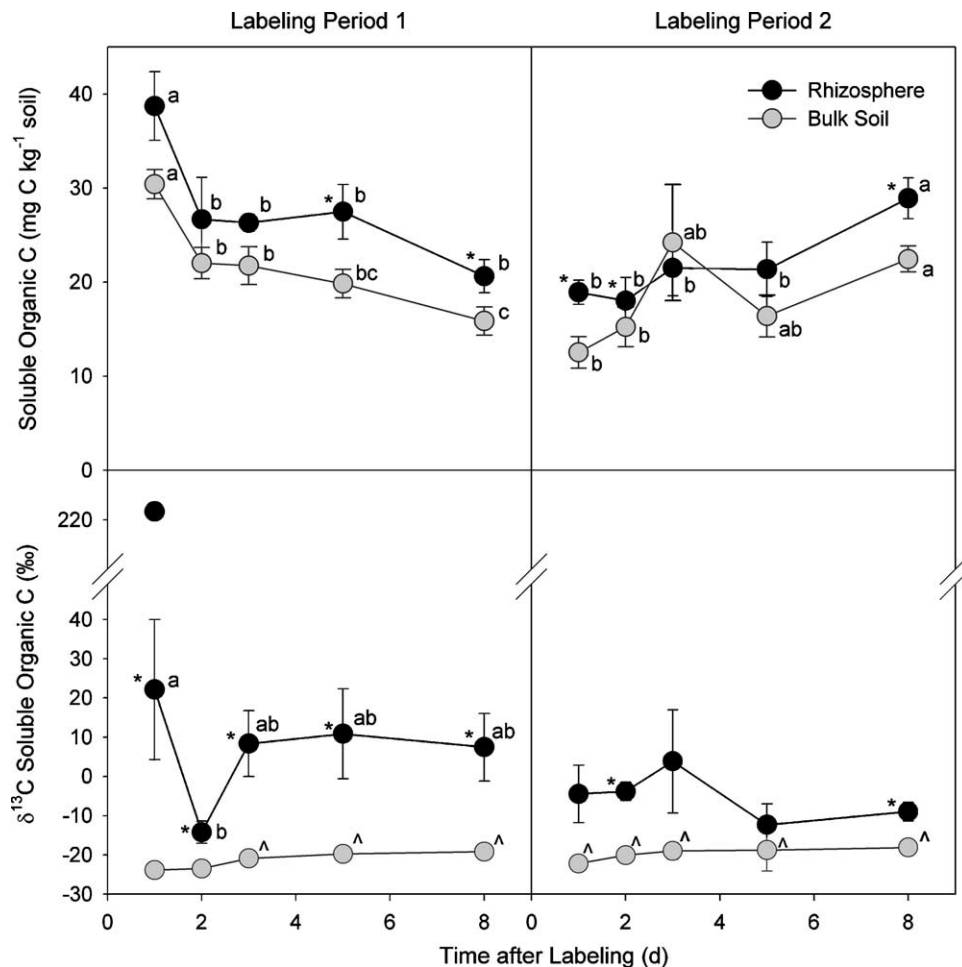 Labeling Period 1 Labeling Period 2
Soluble Organic C (mg C kg⁻¹ soil)
40
30
20
10
0
a
a
b
b
b
b
* b
bc
* b
c
Rhizosphere
Bulk Soil
* b
b
* b
b
ab
b
b
ab
* a
a
δ¹³C Soluble Organic C (‰)
220
40
30
20
10
0
-10
-20
-30
* a
* b
* ab
^
* ab
^
* ab
^
^
*
^
^
^
*
^
0 2 4 6 8 0 2 4 6 8
Time after Labeling (d)